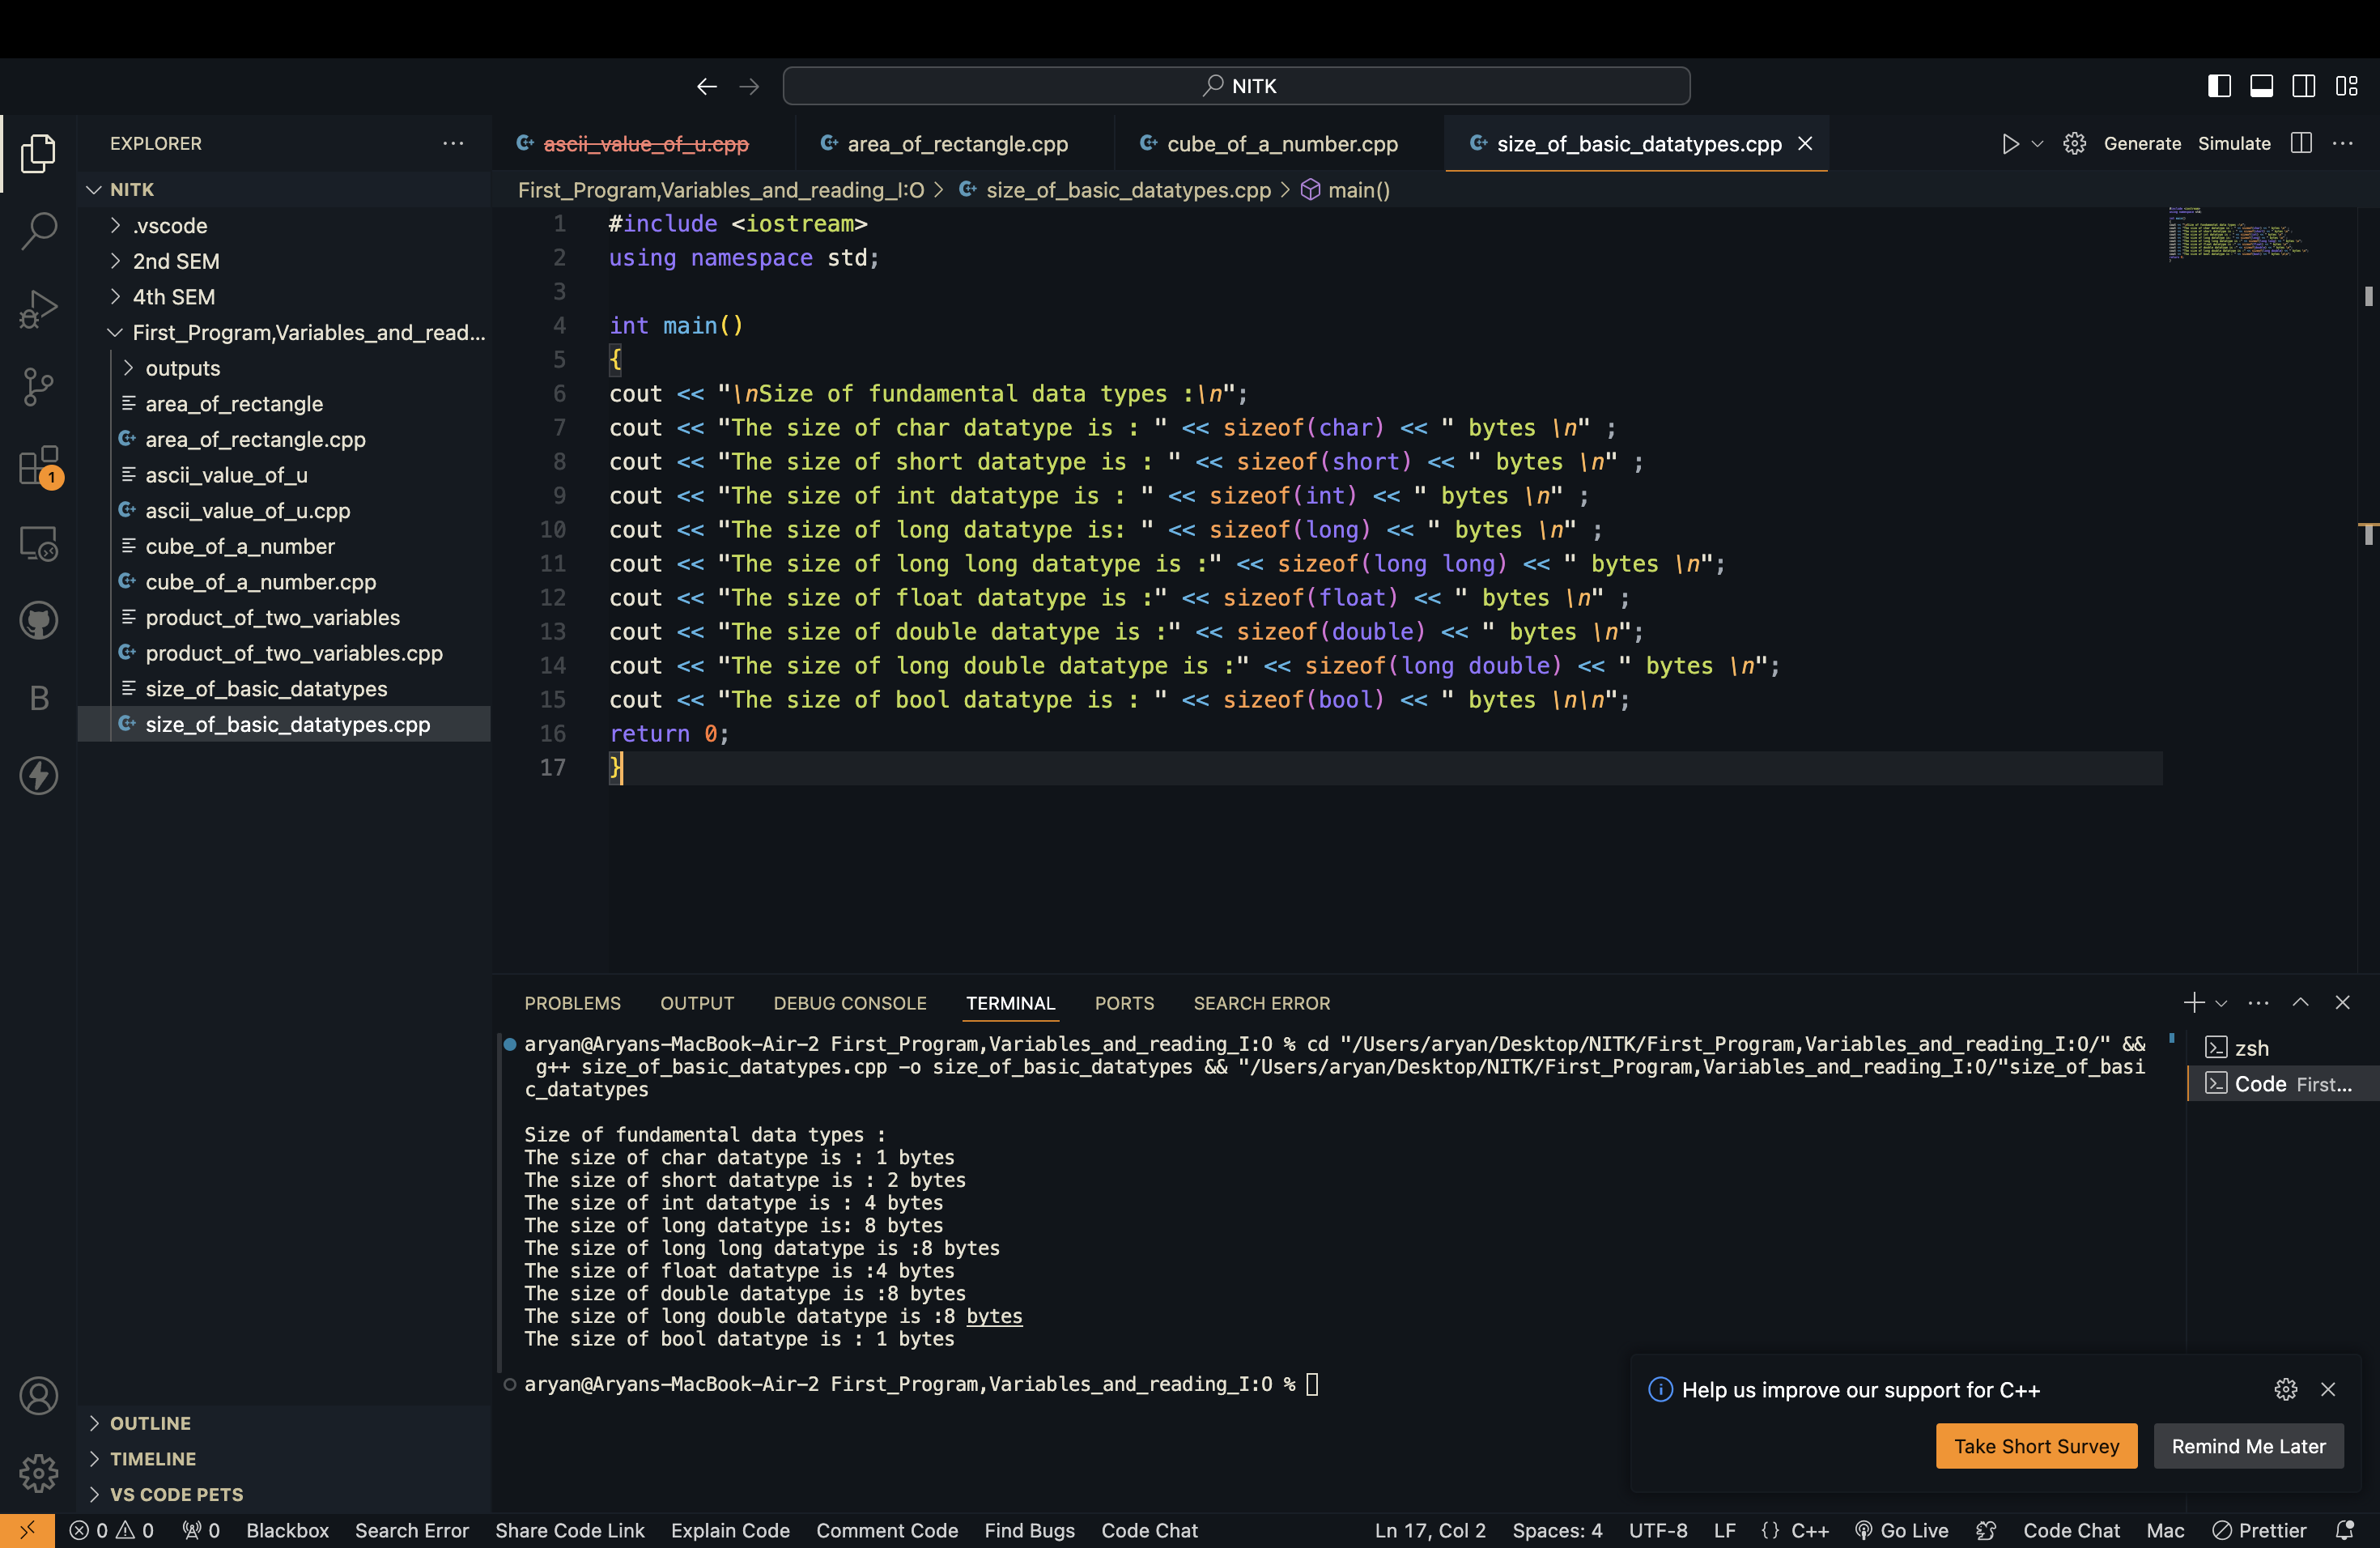 NITK
EXPLORER
NITK
.vscode
2nd SEM
4th SEM
First_Program,Variables_and_read...
outputs
area_of_rectangle
area_of_rectangle.cpp
ascii_value_of_u
ascii_value_of_u.cpp
cube_of_a_number
cube_of_a_number.cpp
product_of_two_variables
product_of_two_variables.cpp
size_of_basic_datatypes
size_of_basic_datatypes.cpp
1
B
OUTLINE
TIMELINE
VS CODE PETS
ascii_value_of_u.cpp area_of_rectangle.cpp cube_of_a_number.cpp size_of_basic_datatypes.cpp Generate Simulate
First_Program,Variables_and_reading_I:O > size_of_basic_datatypes.cpp > main()
1 #include <iostream>
2 using namespace std;
3
4 int main()
5 {
6 cout << "\nSize of fundamental data types :\n";
7 cout << "The size of char datatype is : " << sizeof(char) << " bytes \n" ;
8 cout << "The size of short datatype is : " << sizeof(short) << " bytes \n" ;
9 cout << "The size of int datatype is : " << sizeof(int) << " bytes \n" ;
10 cout << "The size of long datatype is: " << sizeof(long) << " bytes \n" ;
11 cout << "The size of long long datatype is :" << sizeof(long long) << " bytes \n";
12 cout << "The size of float datatype is :" << sizeof(float) << " bytes \n" ;
13 cout << "The size of double datatype is :" << sizeof(double) << " bytes \n";
14 cout << "The size of long double datatype is :" << sizeof(long double) << " bytes \n";
15 cout << "The size of bool datatype is : " << sizeof(bool) << " bytes \n\n";
16 return 0;
17 }
PROBLEMS OUTPUT DEBUG CONSOLE TERMINAL PORTS SEARCH ERROR
aryan@Aryans-MacBook-Air-2 First_Program,Variables_and_reading_I:O % cd "/Users/aryan/Desktop/NITK/First_Program,Variables_and_reading_I:O/" &&
g++ size_of_basic_datatypes.cpp -o size_of_basic_datatypes && "/Users/aryan/Desktop/NITK/First_Program,Variables_and_reading_I:O/"size_of_basi
c_datatypes
Size of fundamental data types :
The size of char datatype is : 1 bytes
The size of short datatype is : 2 bytes
The size of int datatype is : 4 bytes
The size of long datatype is: 8 bytes
The size of long long datatype is :8 bytes
The size of float datatype is :4 bytes
The size of double datatype is :8 bytes
The size of long double datatype is :8 bytes
The size of bool datatype is : 1 bytes
aryan@Aryans-MacBook-Air-2 First_Program,Variables_and_reading_I:O %
zsh
Code First...
Help us improve our support for C++
Take Short Survey Remind Me Later
0 0 0 Blackbox Search Error Share Code Link Explain Code Comment Code Find Bugs Code Chat Ln 17, Col 2 Spaces: 4 UTF-8 LF {} C++ Go Live Code Chat Mac Prettier